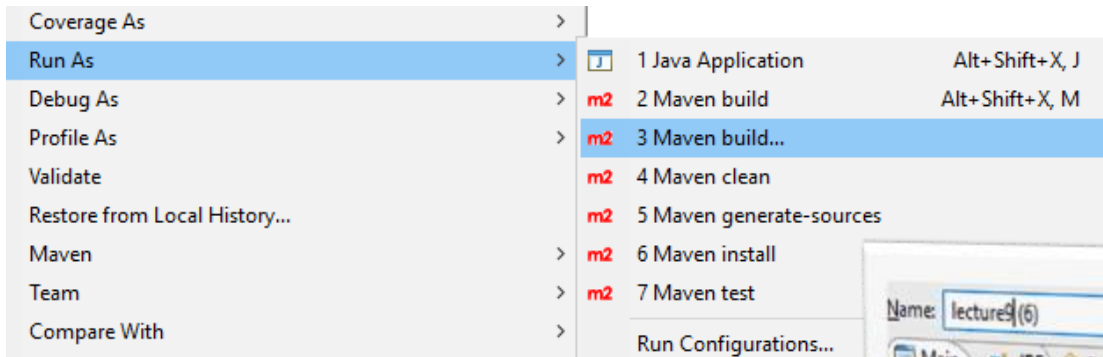 Coverage As
Run As
Debug As
Profile As
Validate
Restore from Local History...
Maven
Team
Compare With
1 Java Application Alt+Shift+X, J
m2 2 Maven build Alt+Shift+X, M
m2 3 Maven build...
m2 4 Maven clean
m2 5 Maven generate-sources
m2 6 Maven install
m2 7 Maven test
Run Configurations...
Name: lecture9 (6)
Main